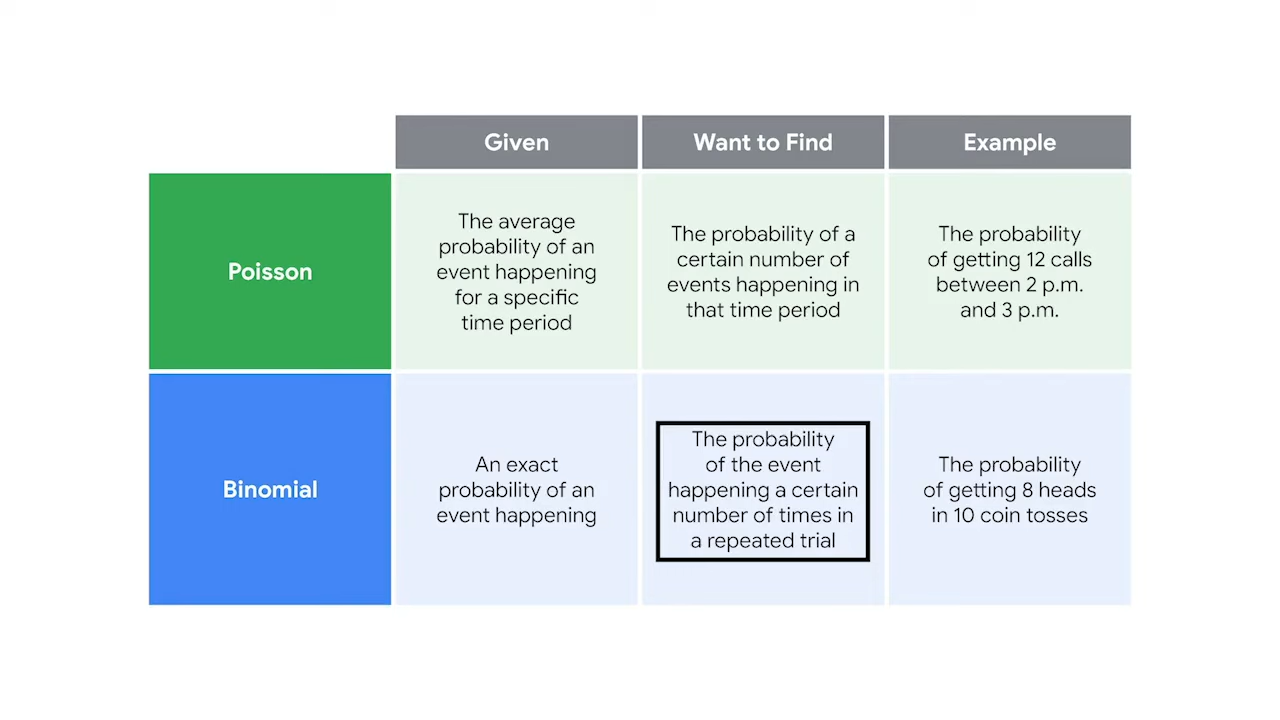 Given
Want to Find
Example
Poisson
The average
probability of an
event happening
for a specific
time period
The probability of a
certain number of
events happening in
that time period
The probability
of getting 12 calls
between 2 p.m.
and 3 p.m.
Binomial
An exact
probability of an
event happening
The probability
of the event
happening a certain
number of times in
a repeated trial
The probability
of getting 8 heads
in 10 coin tosses